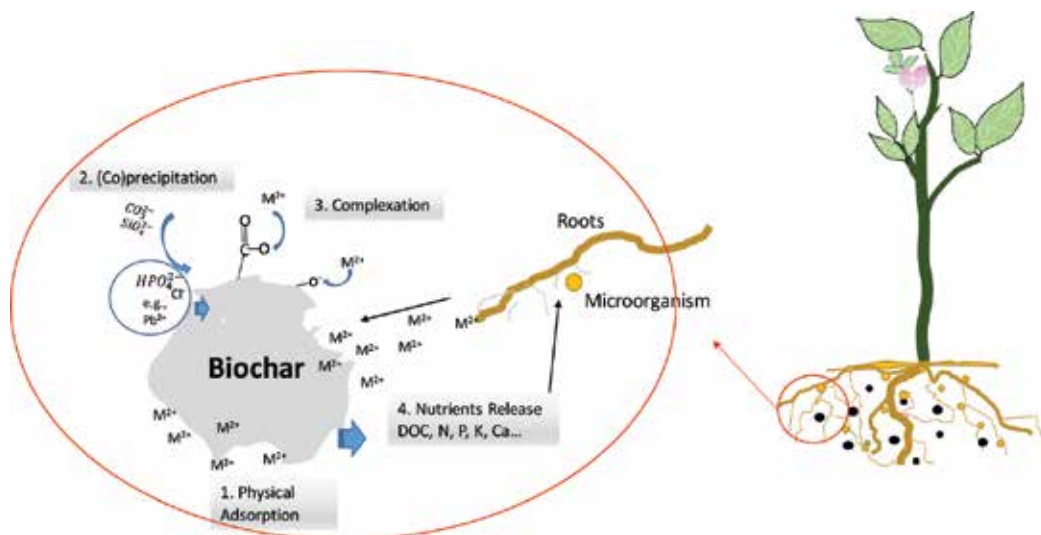 2. (Co)precipitation
CO₃²⁻
SiO₄²⁻
HPO₄²⁻
Cl⁻
e.g.,
Pb²⁺
M²⁺
O
C
O
3. Complexation
O⁻
M²⁺
Roots
Microorganism
M²⁺
M²⁺
M²⁺
M²⁺
M²⁺
M²⁺
M²⁺
M²⁺
Biochar
4. Nutrients Release
DOC, N, P, K, Ca...
M²⁺
M²⁺
M²⁺
M²⁺
M²⁺
1. Physical
Adsorption